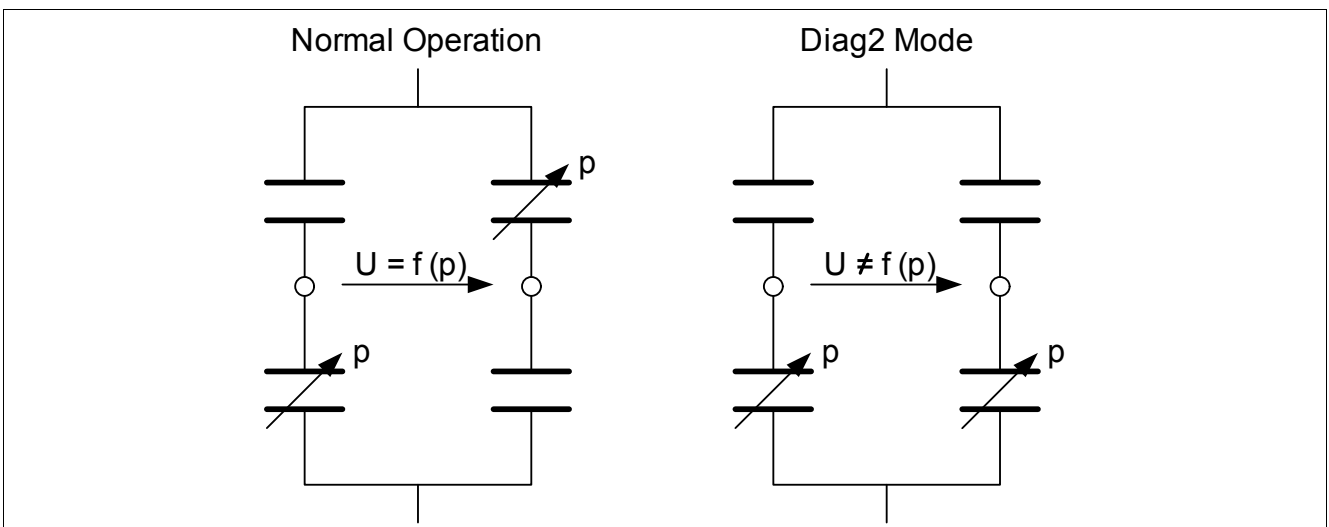 Normal Operation
Diag2 Mode
p
U = f (p)
U ≠ f (p)
p
p
p